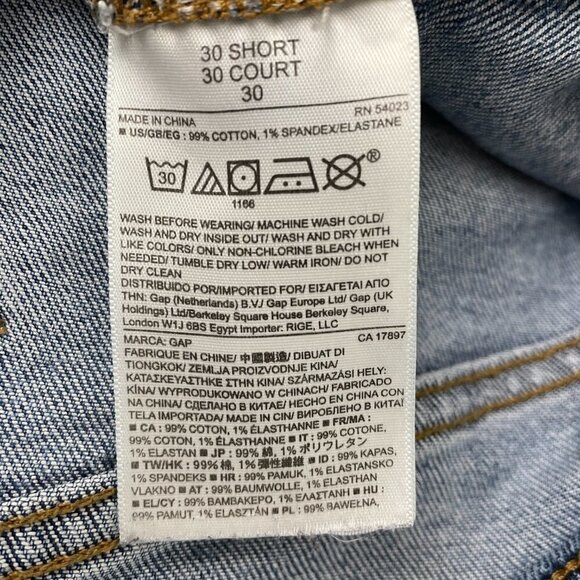 30 SHORT
30 COURT
30
RN 54023
MADE IN CHINA
■ US/GB/EG : 99% COTTON, 1% SPANDEX/ELASTANE
30 ®
1166
WASH BEFORE WEARING/ MACHINE WASH COLD/
WASH AND DRY INSIDE OUT/ WASH AND DRY WITH
LIKE COLORS/ ONLY NON-CHLORINE BLEACH WHEN
NEEDED/ TUMBLE DRY LOW/ WARM IRON/ DO NOT
DRY CLEAN
DISTRIBUIDO POR/IMPORTED FOR/ ΕΙΣΑΓΕΤΑΙ ΑΠΟ
ΤΗΝ: Gap (Netherlands) B.V./ Gap Europe Ltd/ Gap (UK
Holdings) Ltd/Berkeley Square House Berkeley Square,
London W1J 6BS Egypt Importer: RIGE, LLC
MARCA: GAP CA 17897
FABRIQUE EN CHINE/ 中國製造/ DIBUAT DI
TIONGKOK/ ZEMLJA PROIZVODNJE KINA/
ΚΑΤΑΣΚΕΥΑΣΤΗΚΕ ΣΤΗΝ ΚΙΝΑ/ SZÁRMAZÁSI HELY:
KÍNA/ WYPRODUKOWANO W CHINACH/ FABRICADO
NA CHINA/ СДЕЛАНО В КИТАЕ/ HECHO EN CHINA CON
TELA IMPORTADA/ MADE IN CIN/ ВИРОБЛЕНО В КИТАЇ
■ CA : 99% COTON, 1% ÉLASTHANNE ■ FR/MA :
99% COTON, 1% ÉLASTHANNE ■ IT : 99% COTONE,
1% ELASTAN ■ JP : 99% 綿, 1% ポリウレタン
■ TW/HK : 99% 棉, 1% 彈性纖維 ■ ID : 99% KAPAS,
1% SPANDEKS ■ HR : 99% PAMUK, 1% ELASTANSKO
VLAKNO ■ AT : 99% BAUMWOLLE, 1% ELASTHAN
■ EL/CY : 99% ΒΑΜΒΑΚΕΡΟ, 1% ΕΛΑΣΤΑΝΗ ■ HU :
99% PAMUT, 1% ELASZTÁN ■ PL : 99% BAWEŁNA,